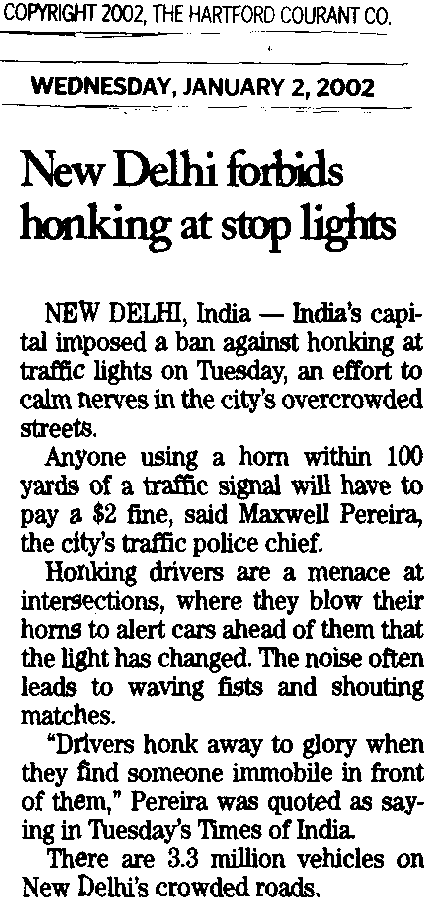 COPYRIGHT 2002, THE HARTFORD COURANT CO.
WEDNESDAY, JANUARY 2, 2002
New Delhi forbids
honking at stop lights
NEW DELHI, India — India's capi-
tal imposed a ban against honking at
traffic lights on Tuesday, an effort to
calm nerves in the city's overcrowded
streets.
Anyone using a horn within 100
yards of a traffic signal will have to
pay a $2 fine, said Maxwell Pereira,
the city's traffic police chief.
Honking drivers are a menace at
intersections, where they blow their
horns to alert cars ahead of them that
the light has changed. The noise often
leads to waving fists and shouting
matches.
"Drivers honk away to glory when
they find someone immobile in front
of them," Pereira was quoted as say-
ing in Tuesday's Times of India.
There are 3.3 million vehicles on
New Delhi's crowded roads.